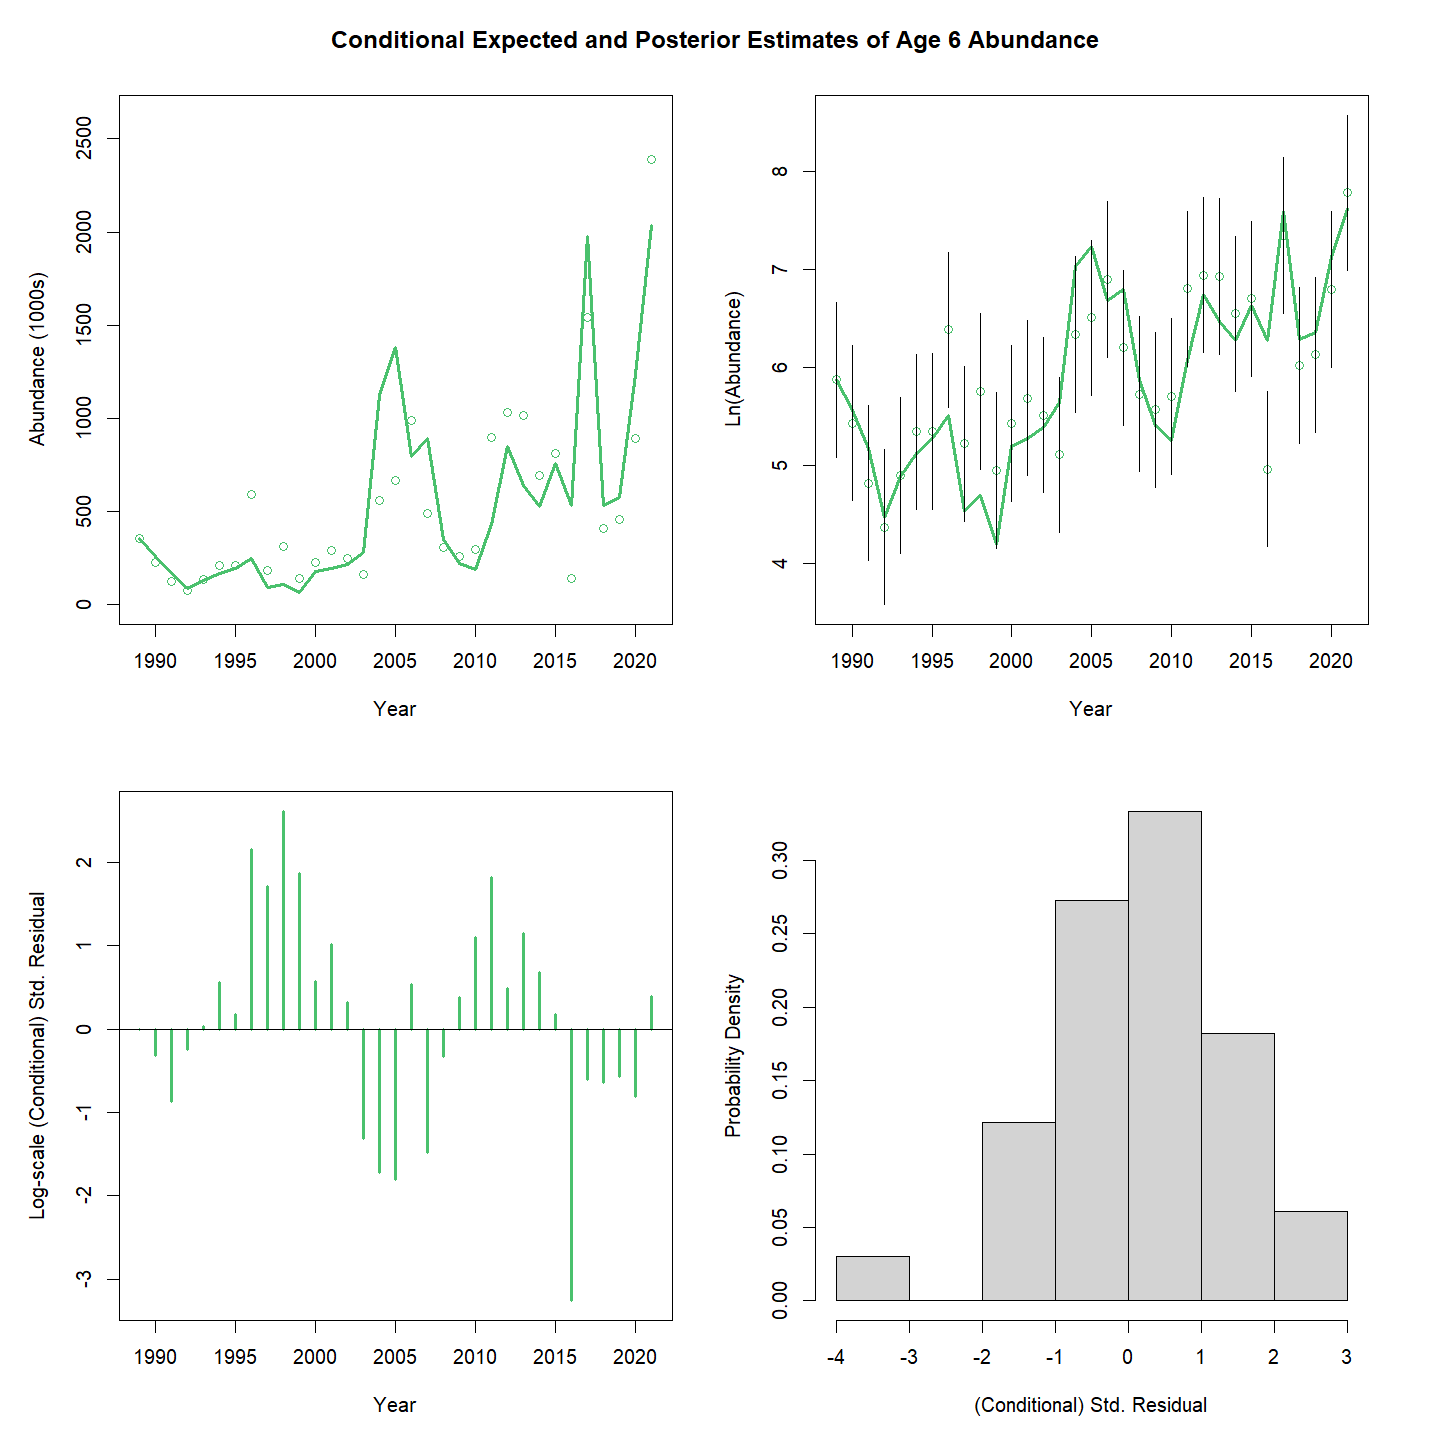 Conditional Expected and Posterior Estimates of Age 6 Abundance
Abundance (1000s)
2500
2000
1500
1000
500
0
1990 1995 2000 2005 2010 2015 2020
Year
Ln(Abundance)
8
7
6
5
4
1990 1995 2000 2005 2010 2015 2020
Year
Log-scale (Conditional) Std. Residual
2
1
0
-1
-2
-3
1990 1995 2000 2005 2010 2015 2020
Year
Probability Density
0.30
0.25
0.20
0.15
0.10
0.05
0.00
-4 -3 -2 -1 0 1 2 3
(Conditional) Std. Residual